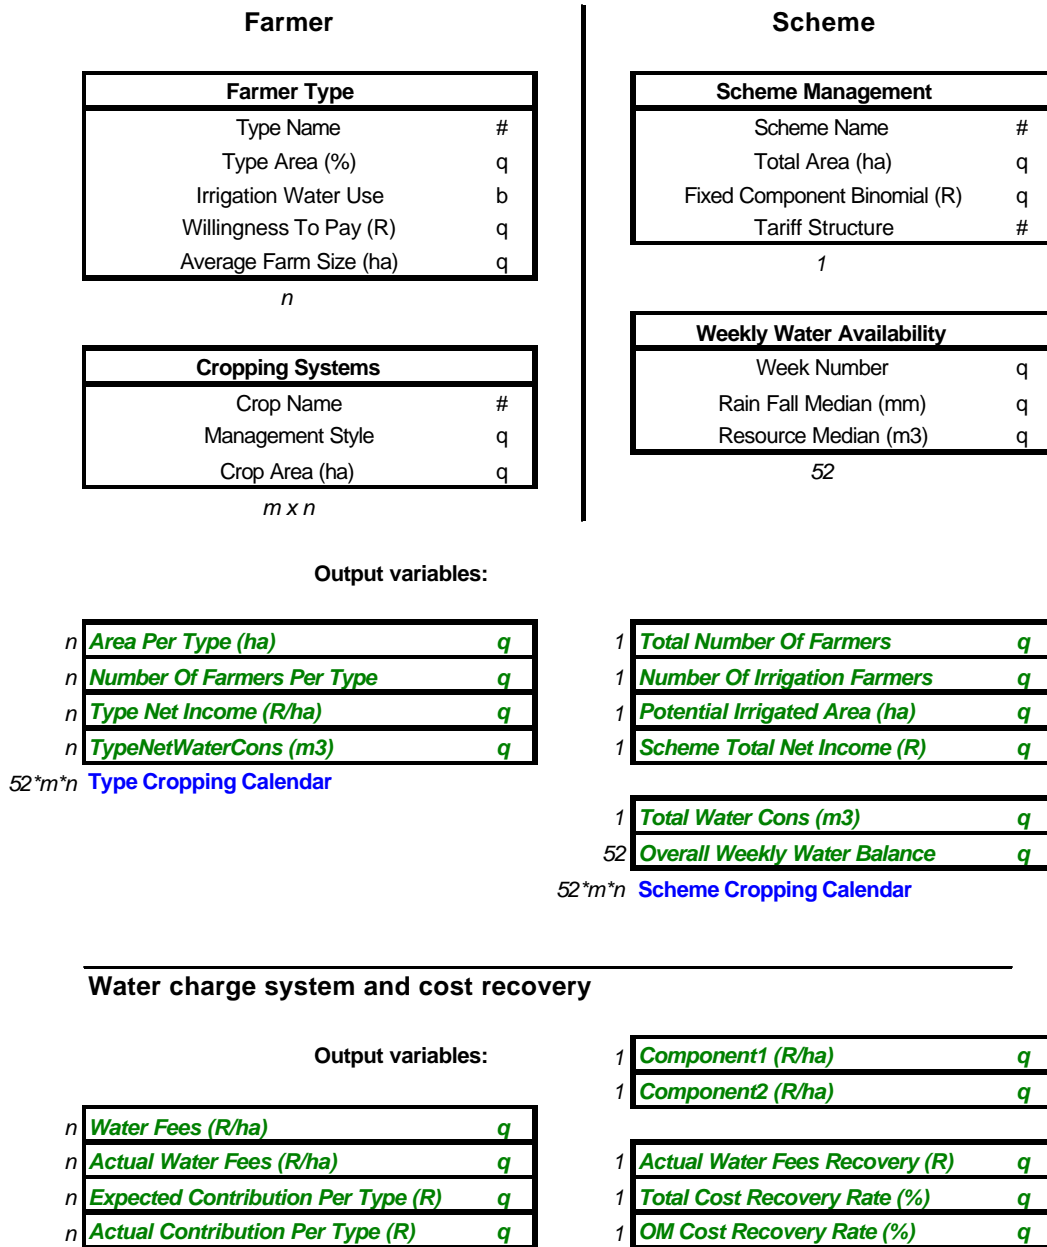 Farmer
Scheme
Farmer Type
Type Name #
Type Area (%) q
Irrigation Water Use b
Willingness To Pay (R) q
Average Farm Size (ha) q
n
Scheme Management
Scheme Name #
Total Area (ha) q
Fixed Component Binomial (R) q
Tariff Structure #
1
Cropping Systems
Crop Name #
Management Style q
Crop Area (ha) q
m x n
Weekly Water Availability
Week Number q
Rain Fall Median (mm) q
Resource Median (m3) q
52
Output variables:
n Area Per Type (ha) q
n Number Of Farmers Per Type q
n Type Net Income (R/ha) q
n TypeNetWaterCons (m3) q
52*m*n Type Cropping Calendar
1 Total Number Of Farmers q
1 Number Of Irrigation Farmers q
1 Potential Irrigated Area (ha) q
1 Scheme Total Net Income (R) q
1 Total Water Cons (m3) q
52 Overall Weekly Water Balance q
52*m*n Scheme Cropping Calendar
Water charge system and cost recovery
Output variables:
1 Component1 (R/ha) q
1 Component2 (R/ha) q
n Water Fees (R/ha) q
n Actual Water Fees (R/ha) q
n Expected Contribution Per Type (R) q
n Actual Contribution Per Type (R) q
1 Actual Water Fees Recovery (R) q
1 Total Cost Recovery Rate (%) q
1 OM Cost Recovery Rate (%) q